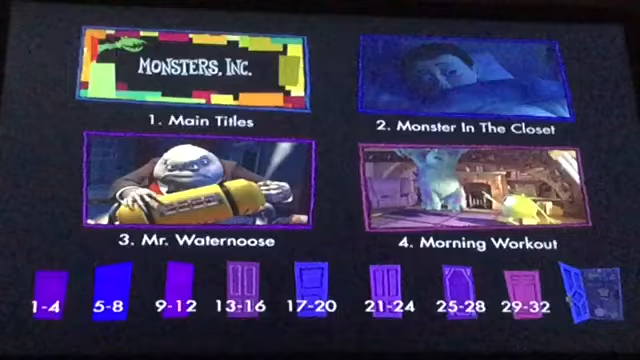 MONSTERS, INC.
1. Main Titles
2. Monster In The Closet
3. Mr. Waternoose
4. Morning Workout
1-4 5-8 9-12 13-16 17-20 21-24 25-28 29-32